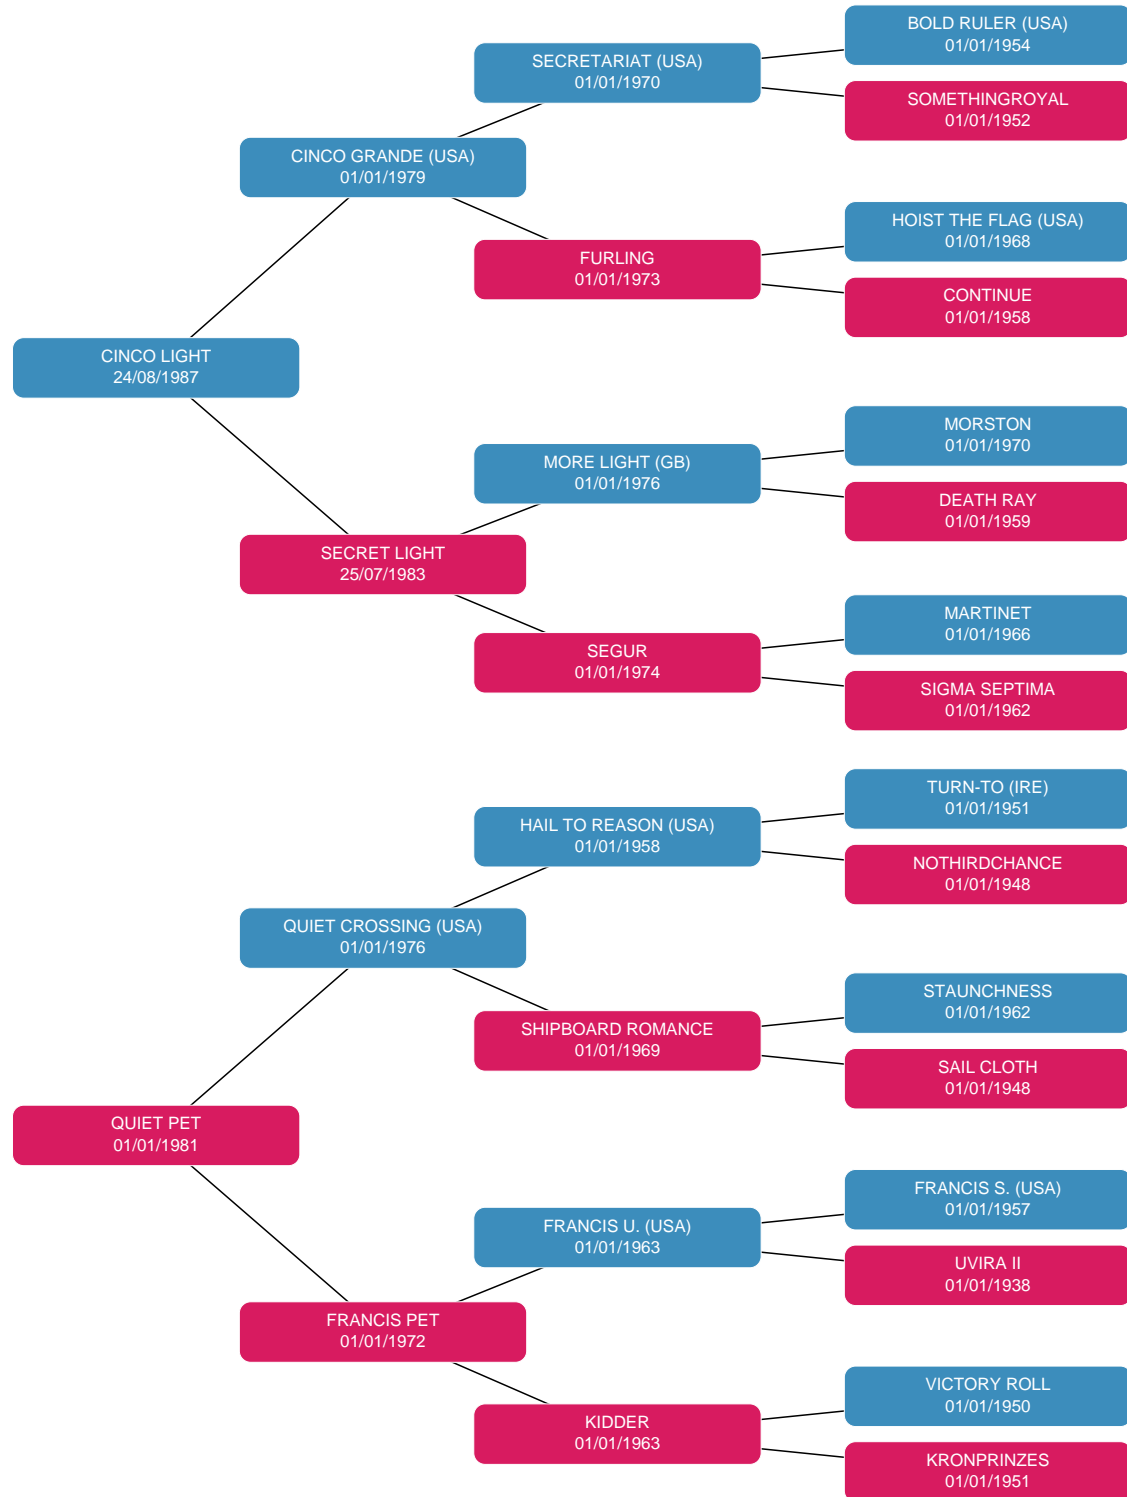 BOLD RULER (USA)
01/01/1954
SECRETARIAT (USA)
01/01/1970
SOMETHINGROYAL
01/01/1952
CINCO GRANDE (USA)
01/01/1979
HOIST THE FLAG (USA)
01/01/1968
FURLING
01/01/1973
CONTINUE
01/01/1958
CINCO LIGHT
24/08/1987
MORSTON
01/01/1970
MORE LIGHT (GB)
01/01/1976
DEATH RAY
01/01/1959
SECRET LIGHT
25/07/1983
MARTINET
01/01/1966
SEGUR
01/01/1974
SIGMA SEPTIMA
01/01/1962
TURN-TO (IRE)
01/01/1951
HAIL TO REASON (USA)
01/01/1958
NOTHIRDCHANCE
01/01/1948
QUIET CROSSING (USA)
01/01/1976
STAUNCHNESS
01/01/1962
SHIPBOARD ROMANCE
01/01/1969
SAIL CLOTH
01/01/1948
QUIET PET
01/01/1981
FRANCIS S. (USA)
01/01/1957
FRANCIS U. (USA)
01/01/1963
UVIRA II
01/01/1938
FRANCIS PET
01/01/1972
VICTORY ROLL
01/01/1950
KIDDER
01/01/1963
KRONPRINZES
01/01/1951